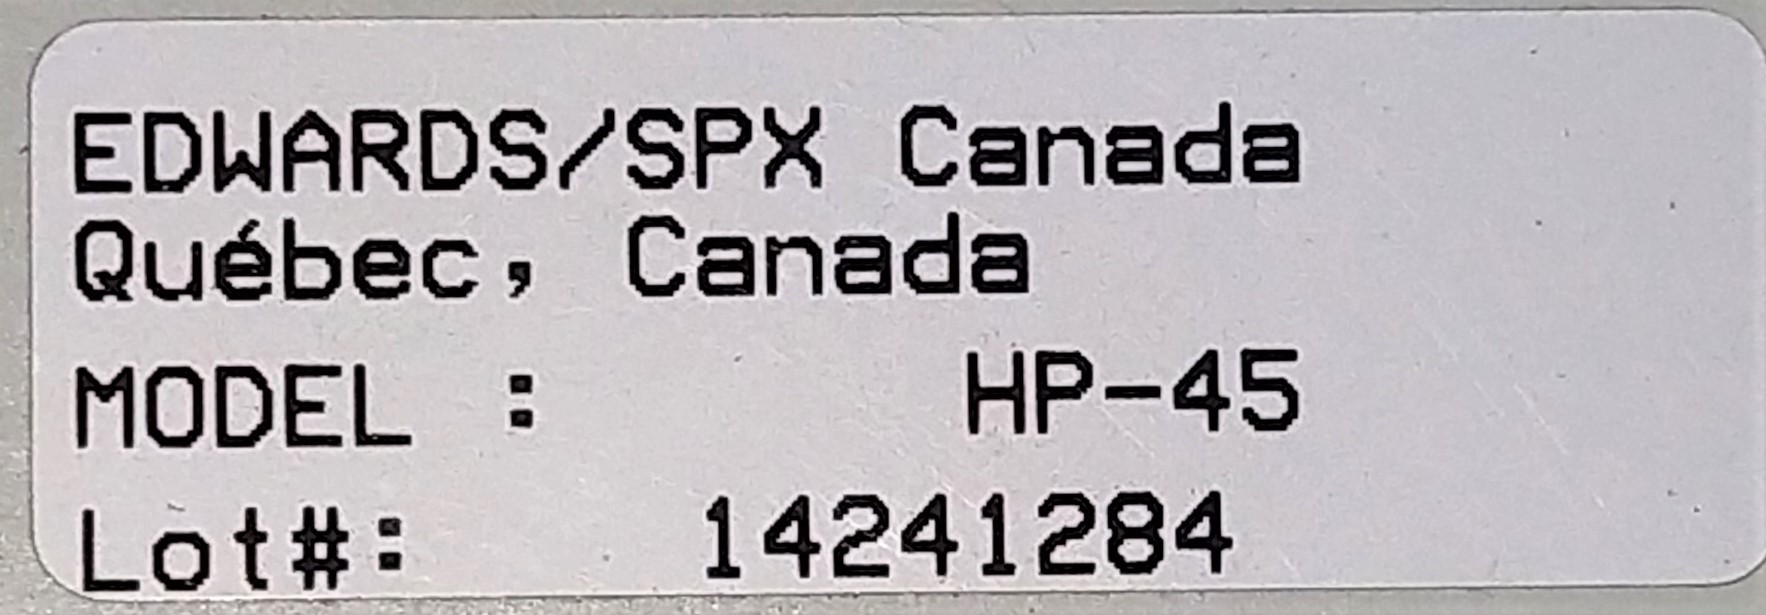 EDWARDS/SPX Canada
Québec, Canada
MODEL : HP-45
Lot#: 14241284